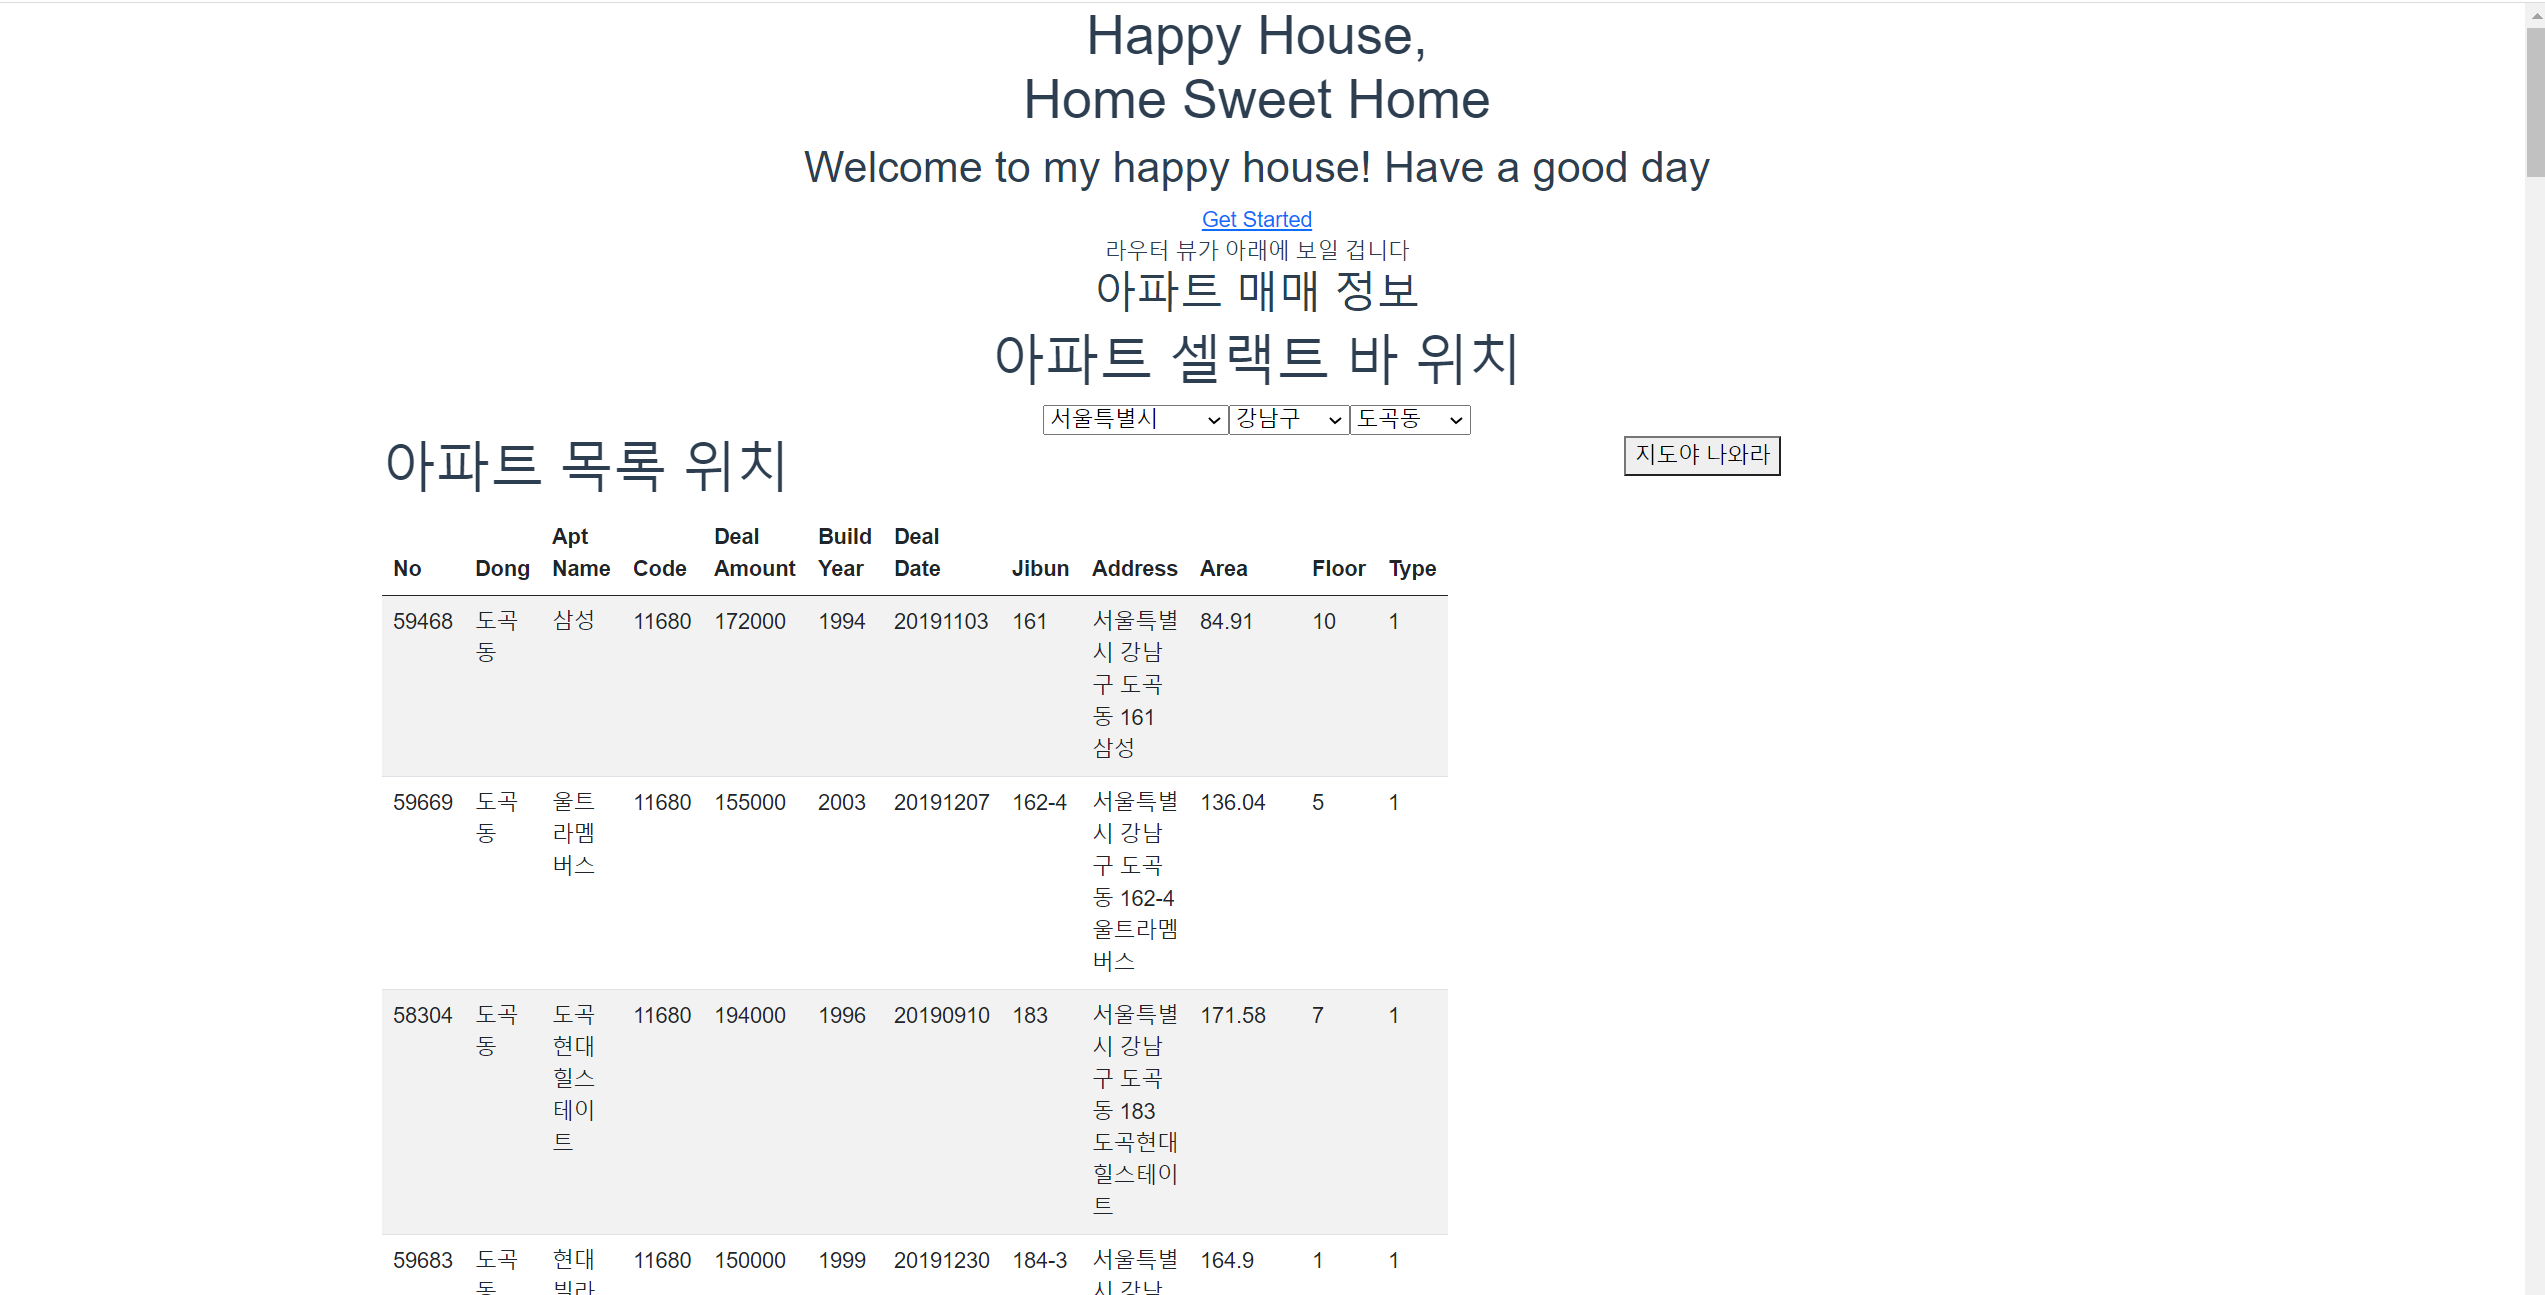 Happy House,
Home Sweet Home
Welcome to my happy house! Have a good day
Get Started
라우터 뷰가 아래에 보일 겁니다
아파트 매매 정보
아파트 셀랙트 바 위치
서울특별시 강남구 도곡동
아파트 목록 위치
지도야 나와라
No Dong Apt Name Code Deal Amount Build Year Deal Date Jibun Address Area Floor Type
59468 도곡동 삼성 11680 172000 1994 20191103 161 서울특별시 강남구 도곡동 161 삼성 84.91 10 1
59669 도곡동 울트라멤버스 11680 155000 2003 20191207 162-4 서울특별시 강남구 도곡동 162-4 울트라멤버스 136.04 5 1
58304 도곡동 도곡현대힐스테이트 11680 194000 1996 20190910 183 서울특별시 강남구 도곡동 183 도곡현대힐스테이트 171.58 7 1
59683 도곡동 현대빌라 11680 150000 1999 20191230 184-3 서울특별시 강남 164.9 1 1